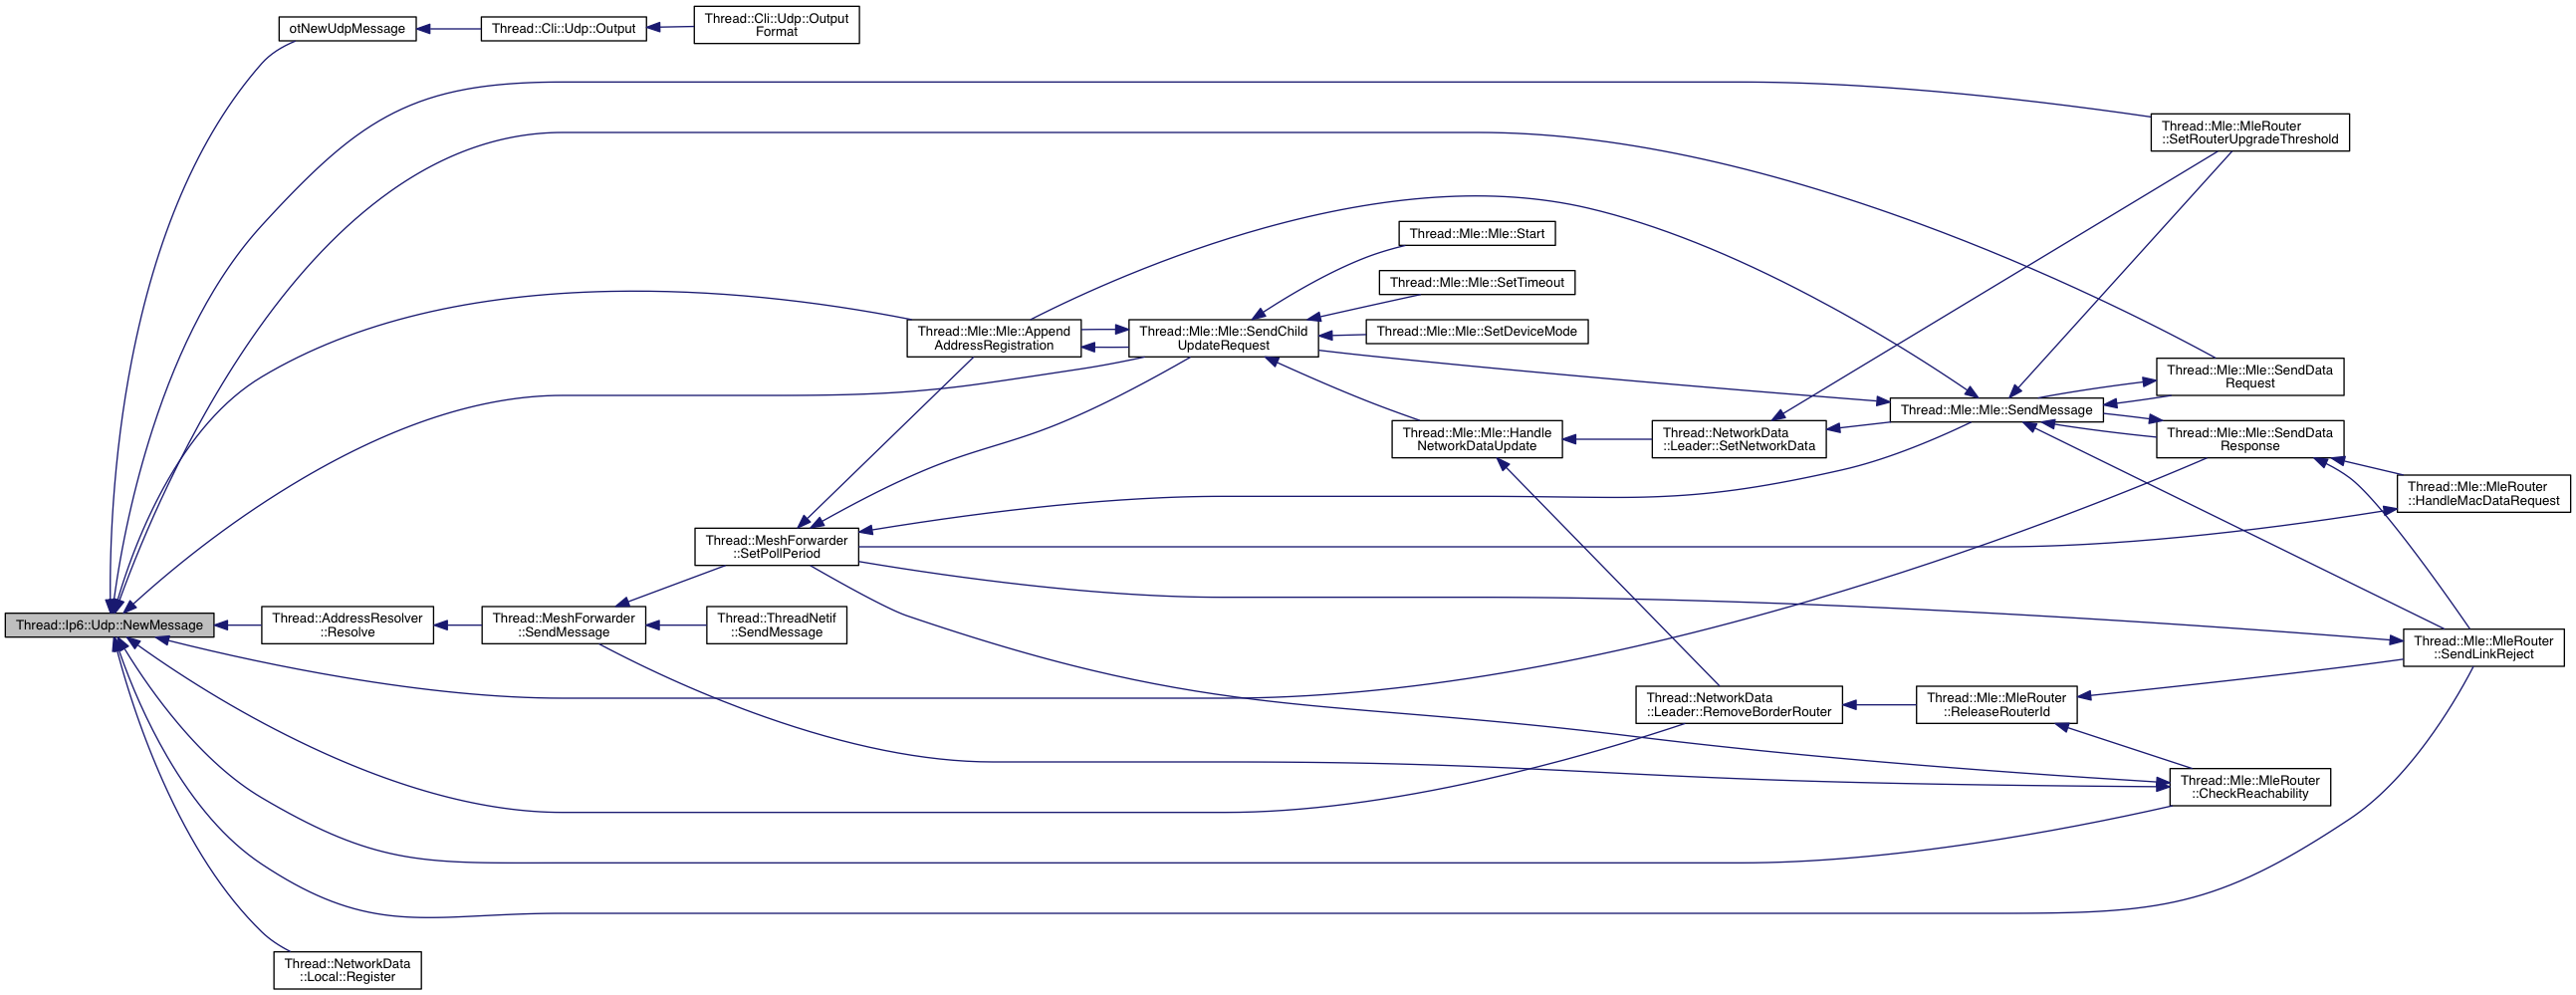 otNewUdpMessage
Thread::Cli::Udp::Output
Thread::Cli::Udp::Output
Format
Thread::Mle::MleRouter
::SetRouterUpgradeThreshold
Thread::Mle::Mle::Start
Thread::Mle::Mle::SetTimeout
Thread::Mle::Mle::Append
AddressRegistration
Thread::Mle::Mle::SendChild
UpdateRequest
Thread::Mle::Mle::SetDeviceMode
Thread::Mle::Mle::SendData
Request
Thread::Mle::Mle::SendMessage
Thread::Mle::Mle::Handle
NetworkDataUpdate
Thread::NetworkData
::Leader::SetNetworkData
Thread::Mle::Mle::SendData
Response
Thread::Mle::MleRouter
::HandleMacDataRequest
Thread::MeshForwarder
::SetPollPeriod
Thread::Ip6::Udp::NewMessage
Thread::AddressResolver
::Resolve
Thread::MeshForwarder
::SendMessage
Thread::ThreadNetif
::SendMessage
Thread::Mle::MleRouter
::SendLinkReject
Thread::NetworkData
::Leader::RemoveBorderRouter
Thread::Mle::MleRouter
::ReleaseRouterId
Thread::Mle::MleRouter
::CheckReachability
Thread::NetworkData
::Local::Register